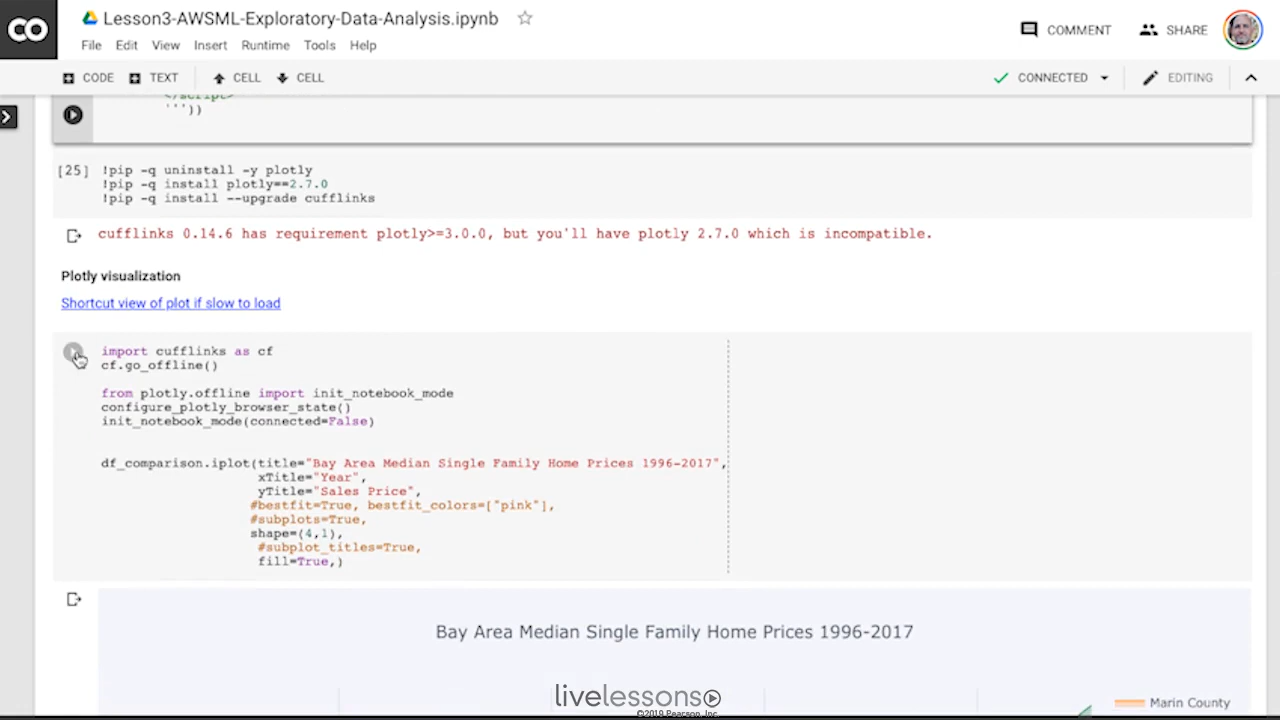 CO
Lesson3-AWSML-Exploratory-Data-Analysis.ipynb
COMMENT
SHARE
File Edit View Insert Runtime Tools Help
CODE TEXT CELL CELL
CONNECTED
EDITING
</script>
'''))
[25] !pip -q uninstall -y plotly
!pip -q install plotly==2.7.0
!pip -q install --upgrade cufflinks
cufflinks 0.14.6 has requirement plotly>=3.0.0, but you'll have plotly 2.7.0 which is incompatible.
Plotly visualization
Shortcut view of plot if slow to load
import cufflinks as cf
cf.go_offline()
from plotly.offline import init_notebook_mode
configure_plotly_browser_state()
init_notebook_mode(connected=False)
df_comparison.iplot(title="Bay Area Median Single Family Home Prices 1996-2017",
xTitle="Year",
yTitle="Sales Price",
#bestfit=True, bestfit_colors=["pink"],
#subplots=True,
shape=(4,1),
#subplot_titles=True,
fill=True,)
Bay Area Median Single Family Home Prices 1996-2017
Marin County
livelessons
©2019 Pearson, Inc.